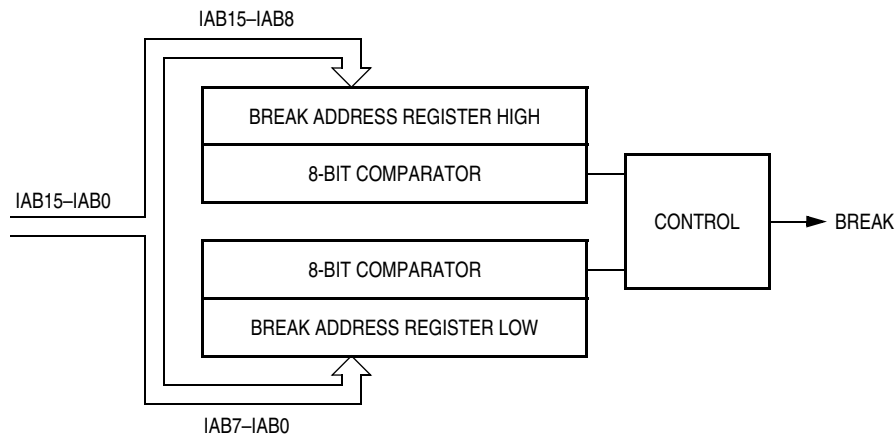 IAB15–IAB8
BREAK ADDRESS REGISTER HIGH
8-BIT COMPARATOR
IAB15–IAB0
CONTROL
BREAK
8-BIT COMPARATOR
BREAK ADDRESS REGISTER LOW
IAB7–IAB0